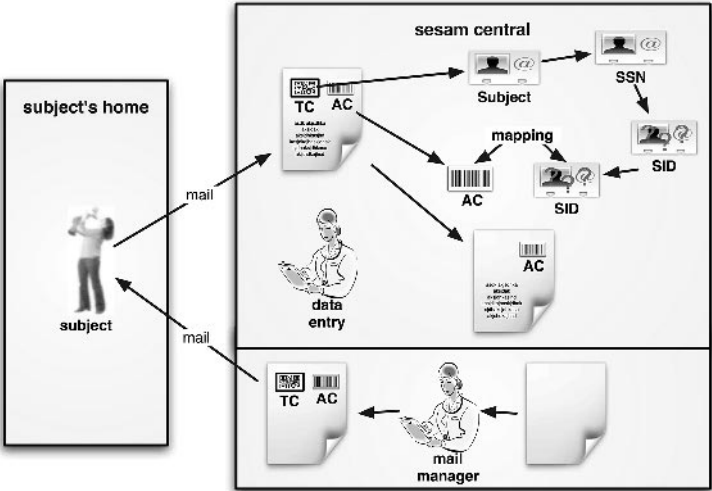 sesam central
subject's home
TC AC
Subject
SSN
mapping
SID
AC
SID
mail
AC
data
entry
subject
mail
TC AC
mail
manager